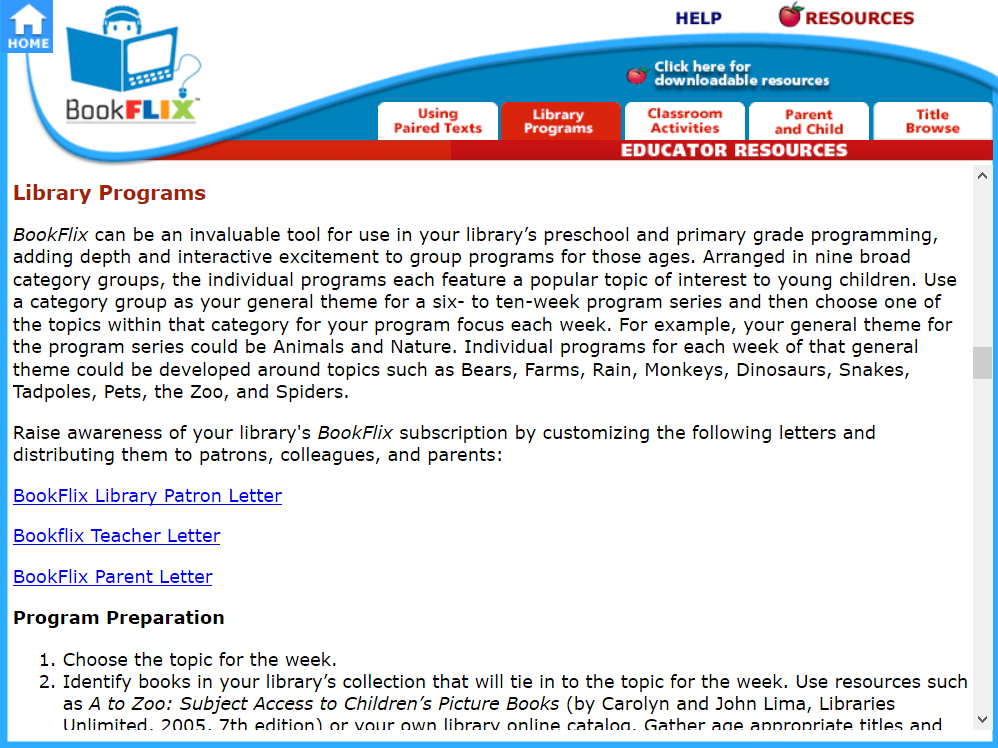 HELP
RESOURCES
HOME
Click here for
downloadable resources
BookFLIX™
Using
Paired Texts
Library
Programs
Classroom
Activities
Parent
and Child
Title
Browse
EDUCATOR RESOURCES
Library Programs
BookFlix can be an invaluable tool for use in your library’s preschool and primary grade programming,
adding depth and interactive excitement to group programs for those ages. Arranged in nine broad
category groups, the individual programs each feature a popular topic of interest to young children. Use
a category group as your general theme for a six- to ten-week program series and then choose one of
the topics within that category for your program focus each week. For example, your general theme for
the program series could be Animals and Nature. Individual programs for each week of that general
theme could be developed around topics such as Bears, Farms, Rain, Monkeys, Dinosaurs, Snakes,
Tadpoles, Pets, the Zoo, and Spiders.
Raise awareness of your library's BookFlix subscription by customizing the following letters and
distributing them to patrons, colleagues, and parents:
BookFlix Library Patron Letter
Bookflix Teacher Letter
BookFlix Parent Letter
Program Preparation
1. Choose the topic for the week.
2. Identify books in your library’s collection that will tie in to the topic for the week. Use resources such
as A to Zoo: Subject Access to Children’s Picture Books (by Carolyn and John Lima, Libraries
Unlimited, 2005, 7th edition) or your own library online catalog. Gather age appropriate titles and